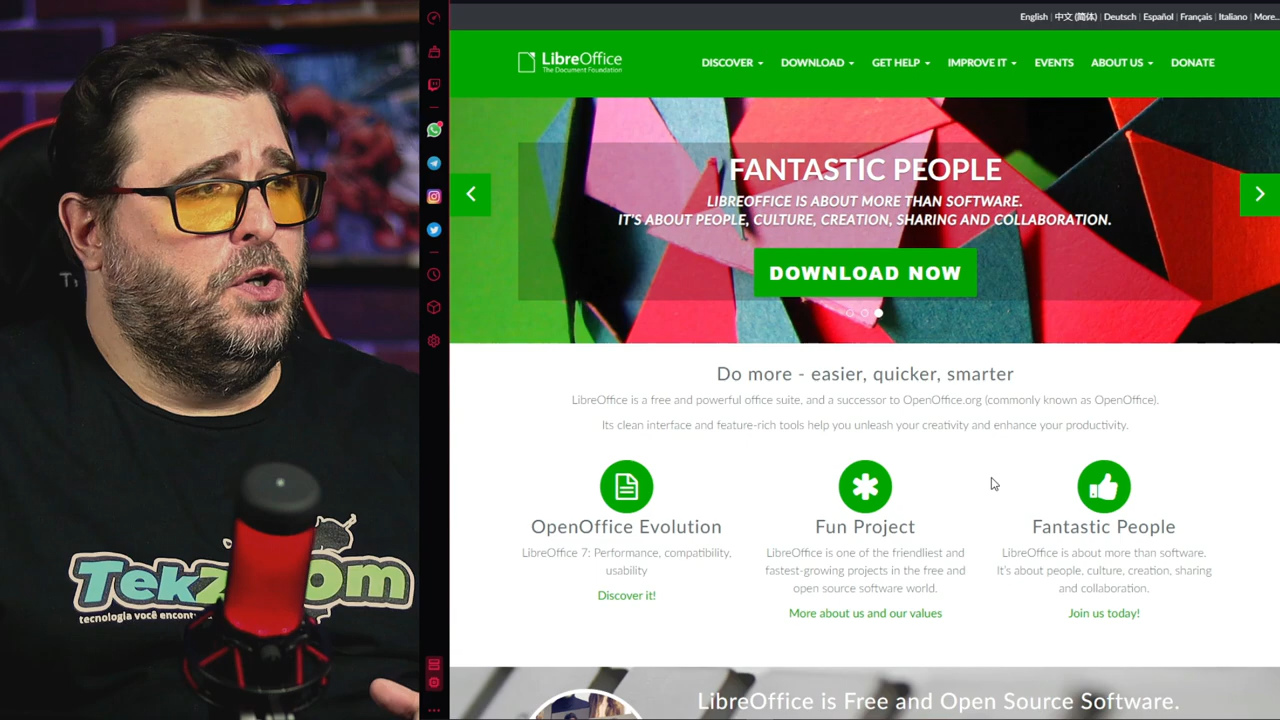 English | 中文 (简体) | Deutsch | Español | Français | Italiano | More...
LibreOffice
The Document Foundation
DISCOVER
DOWNLOAD
GET HELP
IMPROVE IT
EVENTS
ABOUT US
DONATE
FANTASTIC PEOPLE
LIBREOFFICE IS ABOUT MORE THAN SOFTWARE.
IT'S ABOUT PEOPLE, CULTURE, CREATION, SHARING AND COLLABORATION.
DOWNLOAD NOW
Do more - easier, quicker, smarter
LibreOffice is a free and powerful office suite, and a successor to OpenOffice.org (commonly known as OpenOffice).
Its clean interface and feature-rich tools help you unleash your creativity and enhance your productivity.
OpenOffice Evolution
LibreOffice 7: Performance, compatibility,
usability
Discover it!
Fun Project
LibreOffice is one of the friendliest and
fastest-growing projects in the free and
open source software world.
More about us and our values
Fantastic People
LibreOffice is about more than software.
It's about people, culture, creation, sharing
and collaboration.
Join us today!
LibreOffice is Free and Open Source Software.
tecnologia você